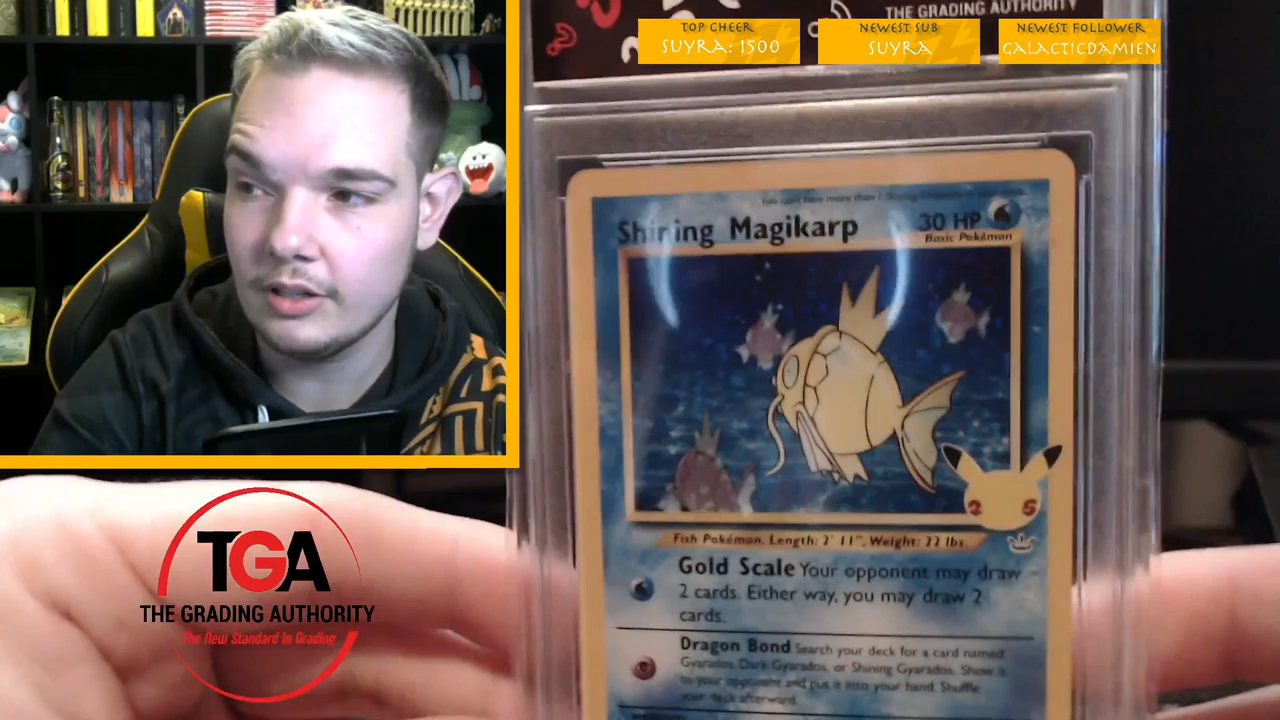 THE GRADING AUTHORITY
TOP CHEER
SUYRA: 1500
NEWEST SUB
SUYRA
NEWEST FOLLOWER
GALACTICDAMIEN
Shining Magikarp
30 HP
Basic Pokémon
2 5
Fish Pokémon. Length: 2' 11", Weight: 22 lbs.
Gold Scale Your opponent may draw
2 cards. Either way, you may draw 2
cards.
Dragon Bond Search your deck for a card named
Gyarados, Dark Gyarados, or Shining Gyarados. Show it
to your opponent and put it into your hand. Shuffle
your deck afterward.
TGA
THE GRADING AUTHORITY
The New Standard In Grading